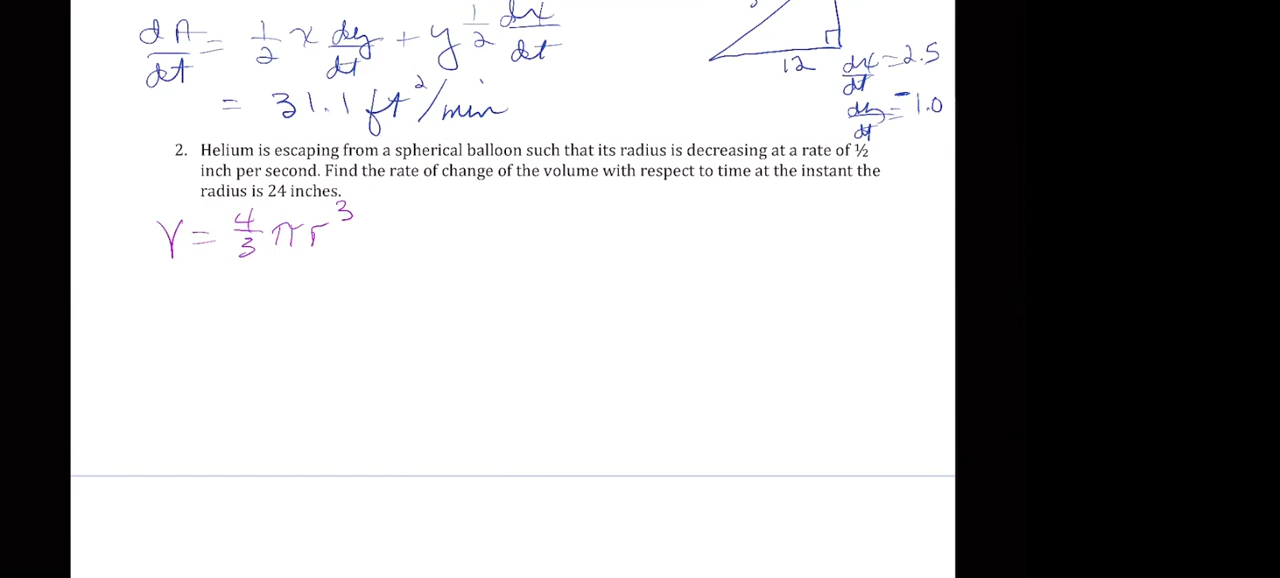 dA/dt = 1/2 x dy/dt + y 1/2 dx/dt
= 31.1 ft²/min
12
dx/dt = 2.5
dy/dt = -1.0
2. Helium is escaping from a spherical balloon such that its radius is decreasing at a rate of ½
inch per second. Find the rate of change of the volume with respect to time at the instant the
radius is 24 inches.
V = 4/3 πr³